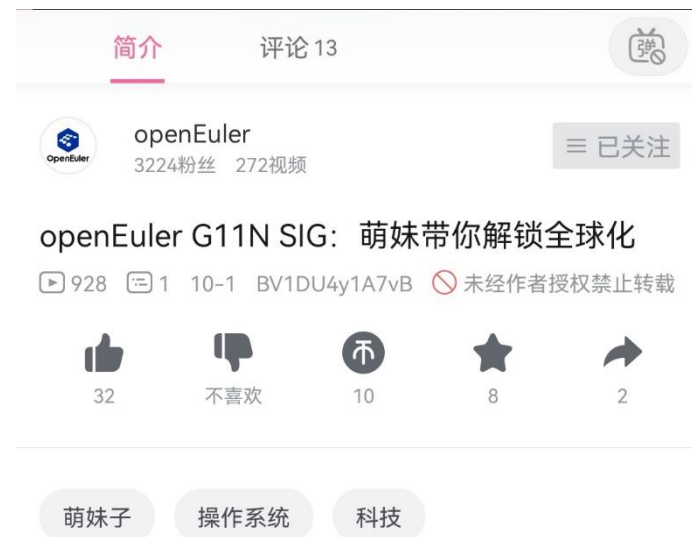 简介 评论 13 弹
openEuler
OpenEuler 3224粉丝 272视频 已关注
openEuler G11N SIG：萌妹带你解锁全球化
928 1 10-1 BV1DU4y1A7vB 未经作者授权禁止转载
32 不喜欢 10 8 2
萌妹子 操作系统 科技